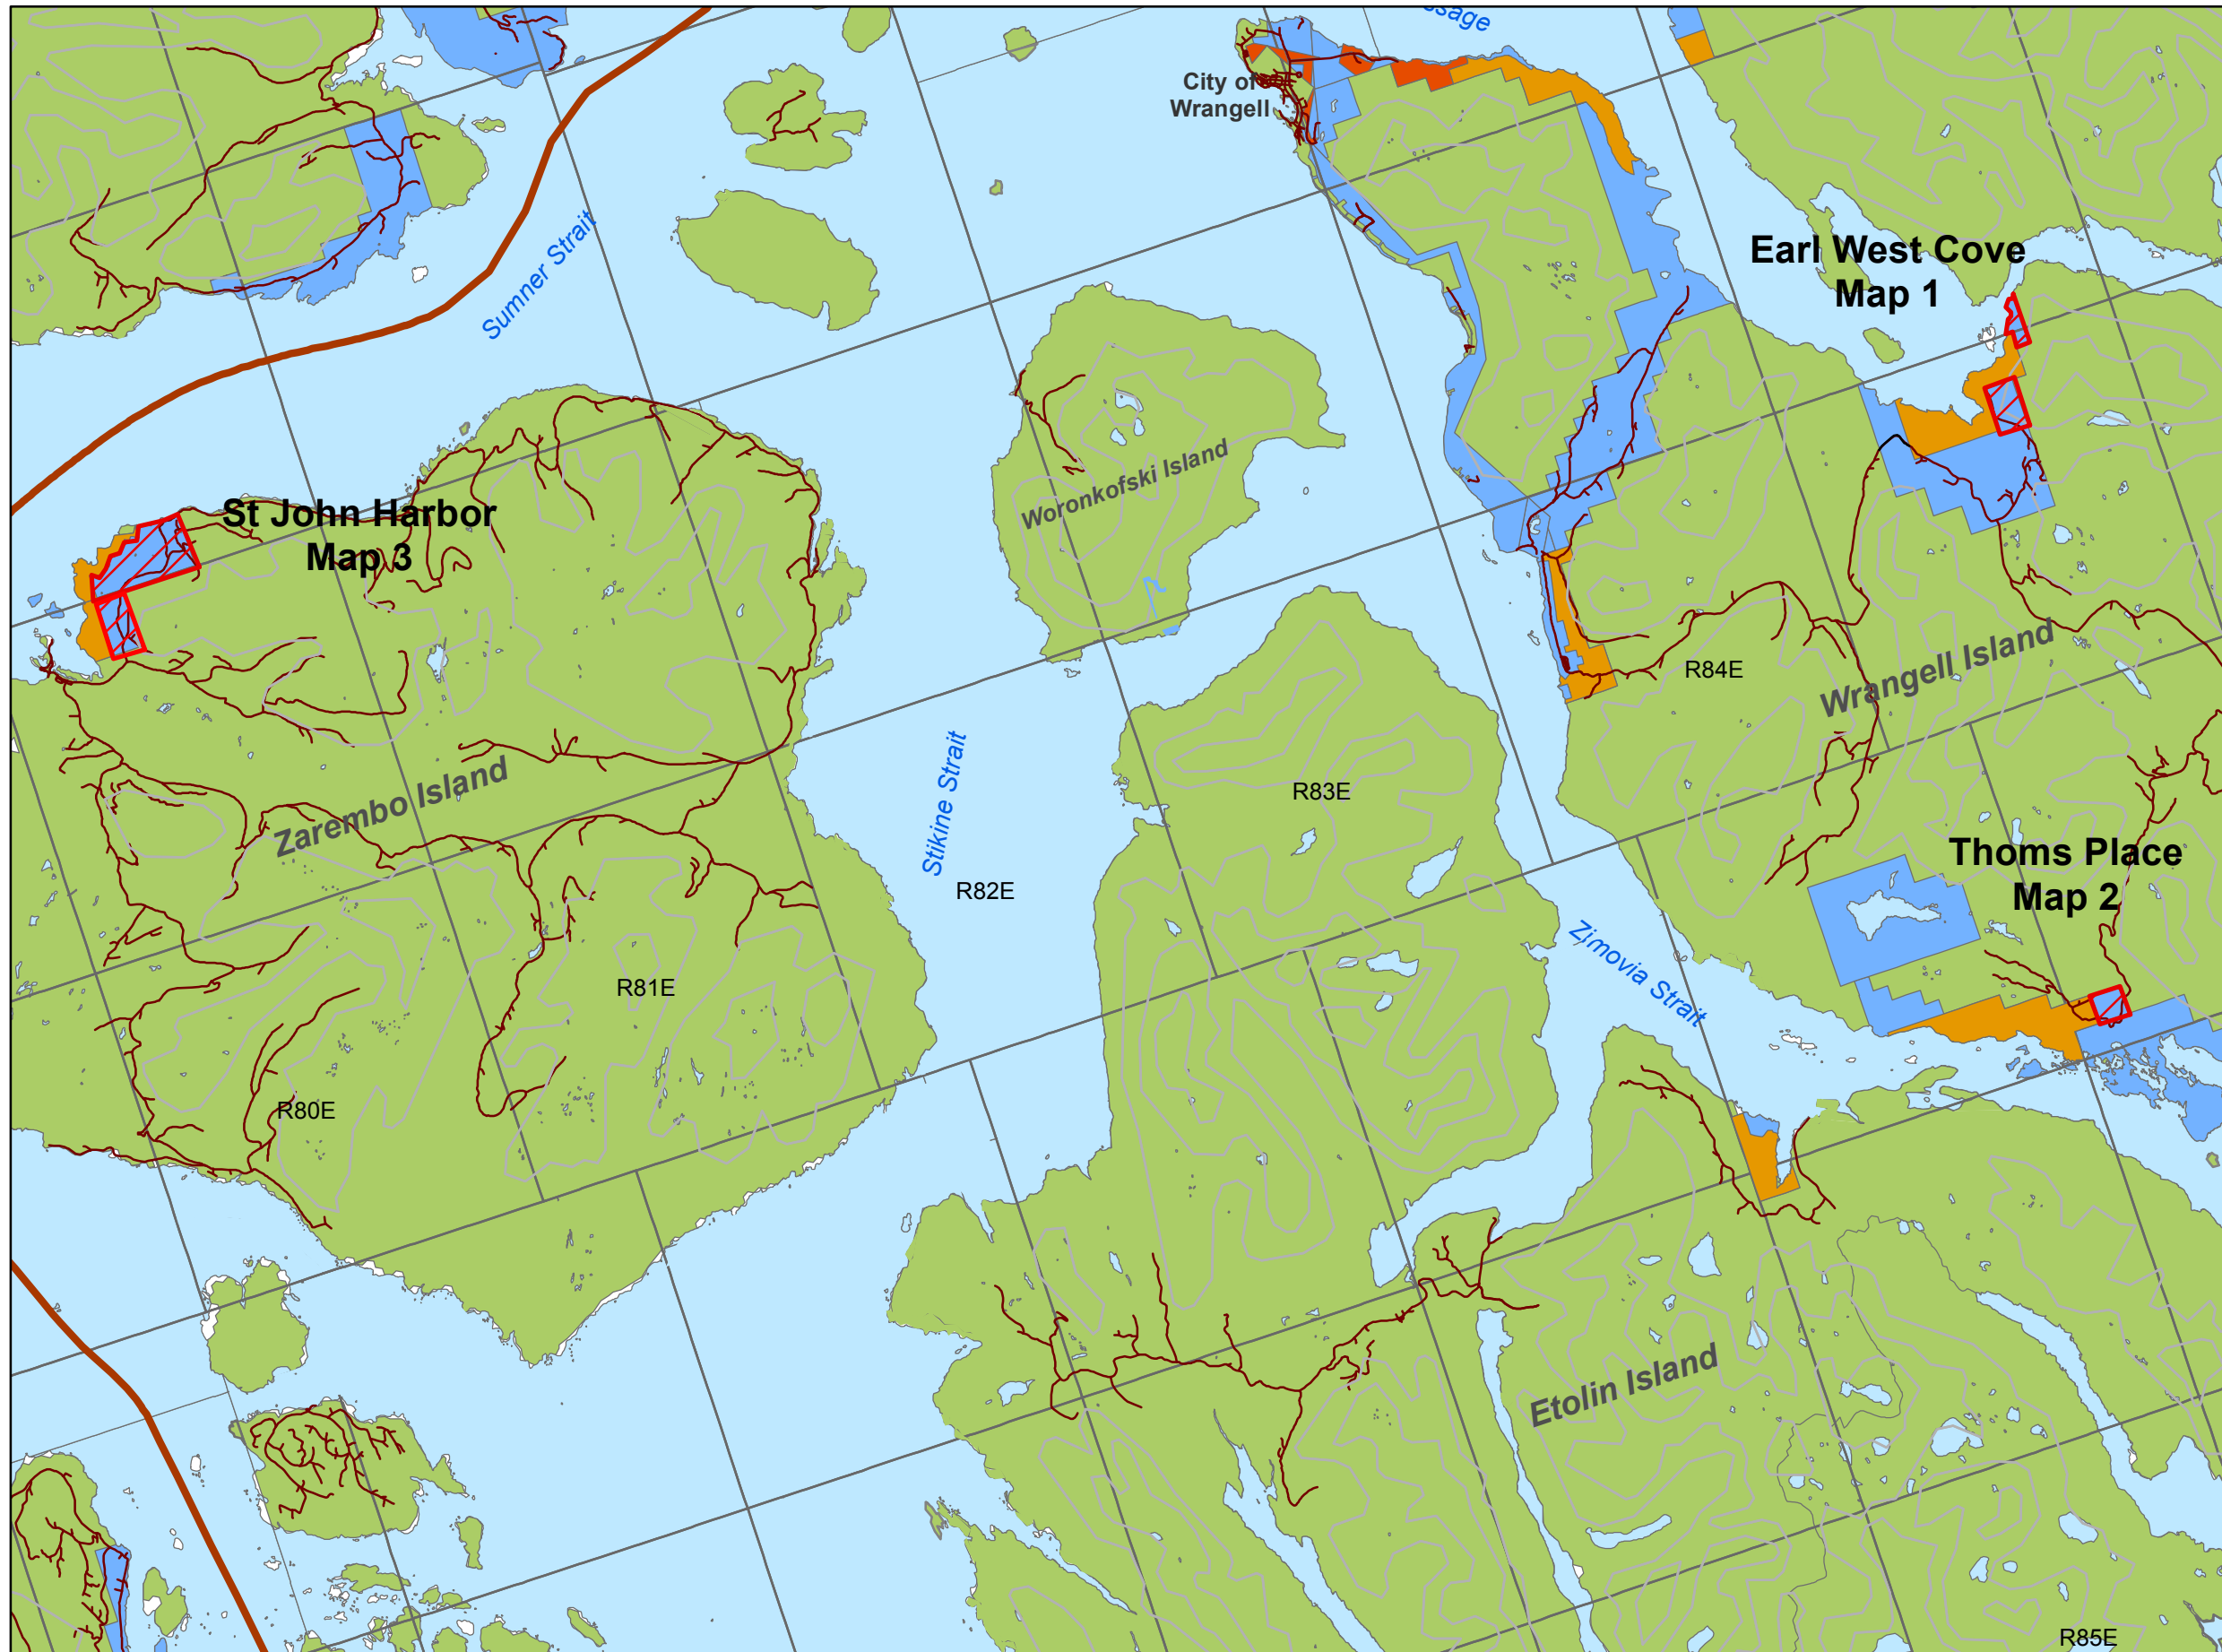 ssage
City of
Wrangell
Sumner Strait
Earl West Cove
Map 1
Woronkofski Island
St John Harbor
Map 3
R84E
Wrangell Island
Zarembo Island
Stikine Strait
R83E
Thoms Place
Map 2
R82E
Zimovia Strait
R81E
R80E
Etolin Island
R85E